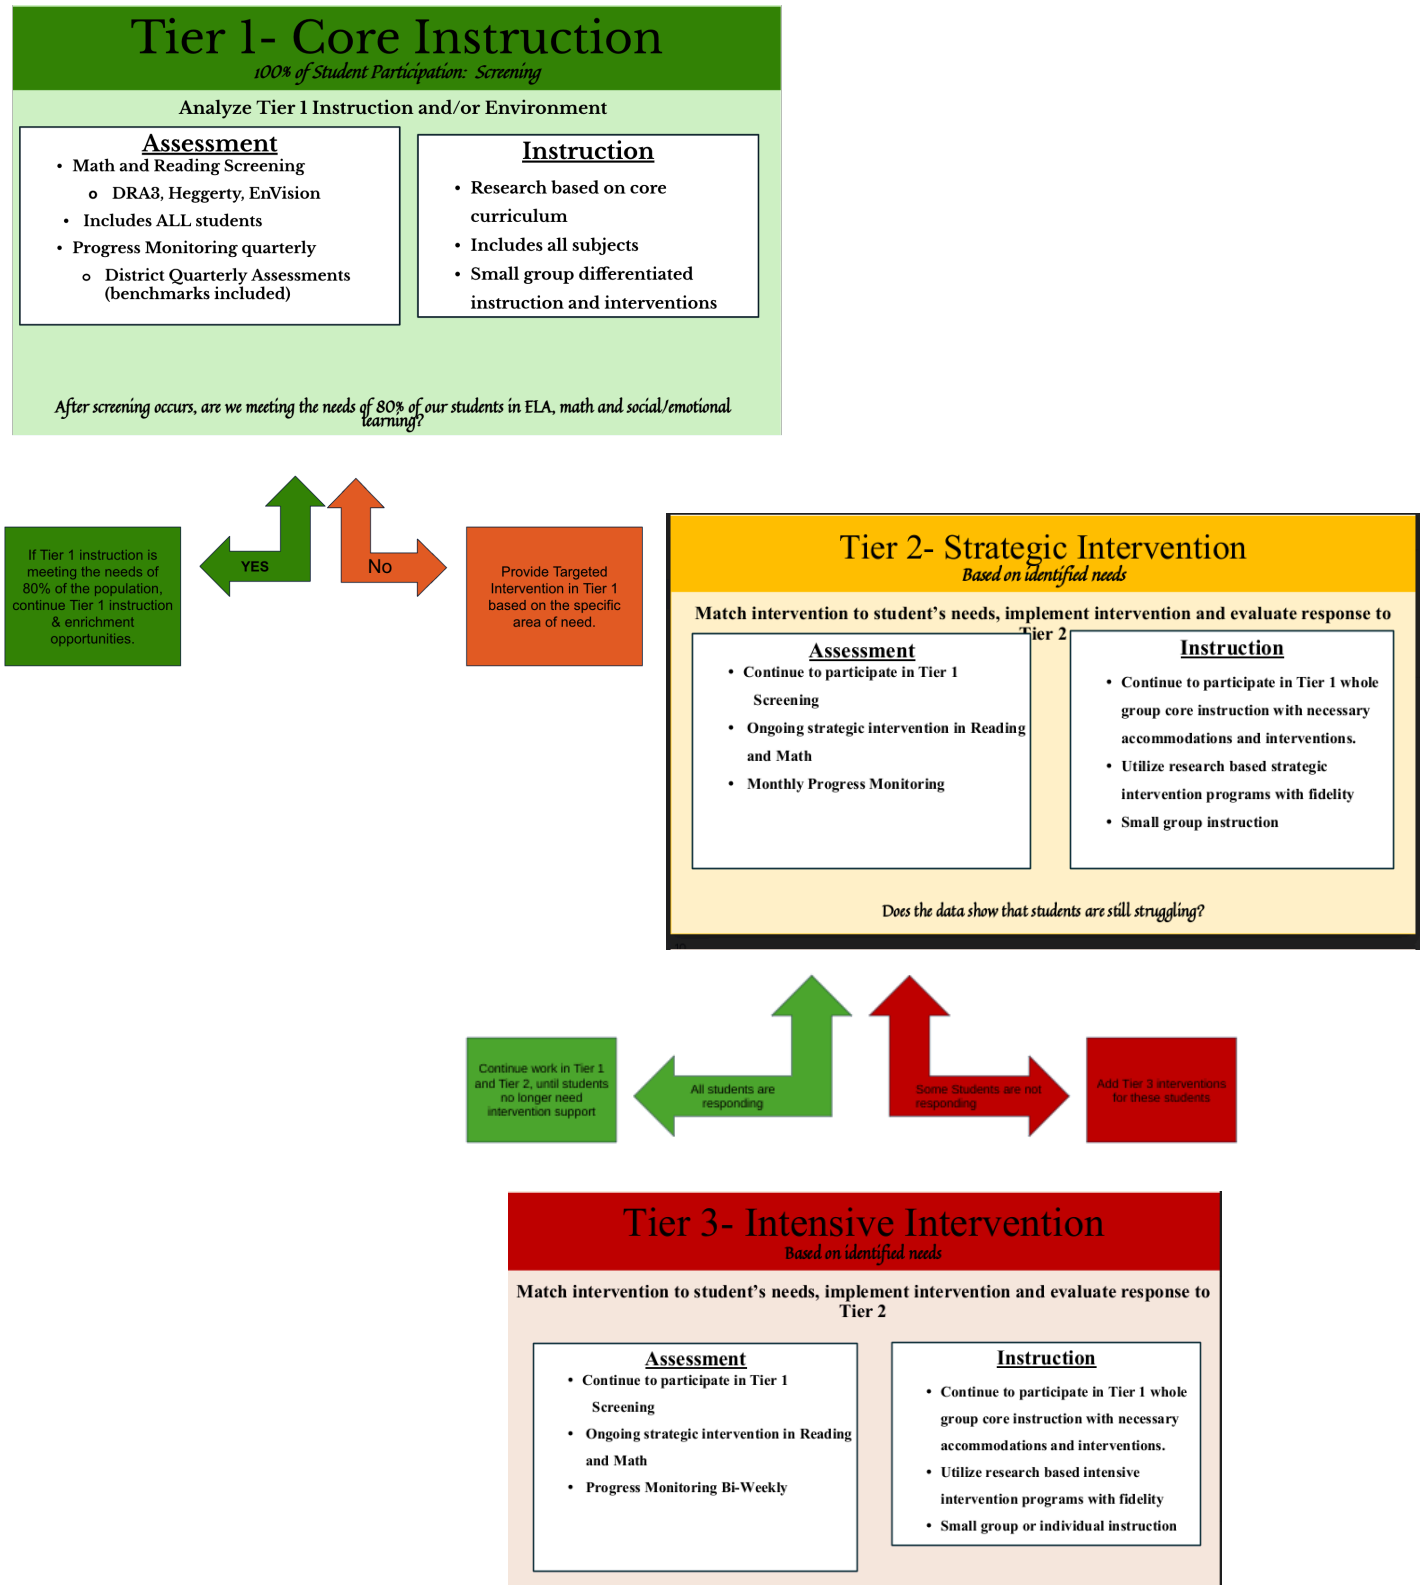 Tier 1- Core Instruction
100% of Student Participation: Screening
Analyze Tier 1 Instruction and/or Environment
Assessment
• Math and Reading Screening
o DRA3, Heggerty, EnVision
• Includes ALL students
• Progress Monitoring quarterly
o District Quarterly Assessments
(benchmarks included)
Instruction
• Research based on core
curriculum
• Includes all subjects
• Small group differentiated
instruction and interventions
After screening occurs, are we meeting the needs of 80% of our students in ELA, math and social/emotional
learning?
If Tier 1 instruction is
meeting the needs of
80% of the population,
continue Tier 1 instruction
& enrichment
opportunities.
YES
No
Provide Targeted
Intervention in Tier 1
based on the specific
area of need.
Tier 2- Strategic Intervention
Based on identified needs
Match intervention to student's needs, implement intervention and evaluate response to
Tier 2
Assessment
• Continue to participate in Tier 1
Screening
• Ongoing strategic intervention in Reading
and Math
• Monthly Progress Monitoring
Instruction
• Continue to participate in Tier 1 whole
group core instruction with necessary
accommodations and interventions.
• Utilize research based strategic
intervention programs with fidelity
• Small group instruction
Does the data show that students are still struggling?
10
Continue work in Tier 1
and Tier 2, until students
no longer need
intervention support
All students are
responding
Some Students are not
responding
Add Tier 3 interventions
for these students
Tier 3- Intensive Intervention
Based on identified needs
Match intervention to student's needs, implement intervention and evaluate response to
Tier 2
Assessment
• Continue to participate in Tier 1
Screening
• Ongoing strategic intervention in Reading
and Math
• Progress Monitoring Bi-Weekly
Instruction
• Continue to participate in Tier 1 whole
group core instruction with necessary
accommodations and interventions.
• Utilize research based intensive
intervention programs with fidelity
• Small group or individual instruction